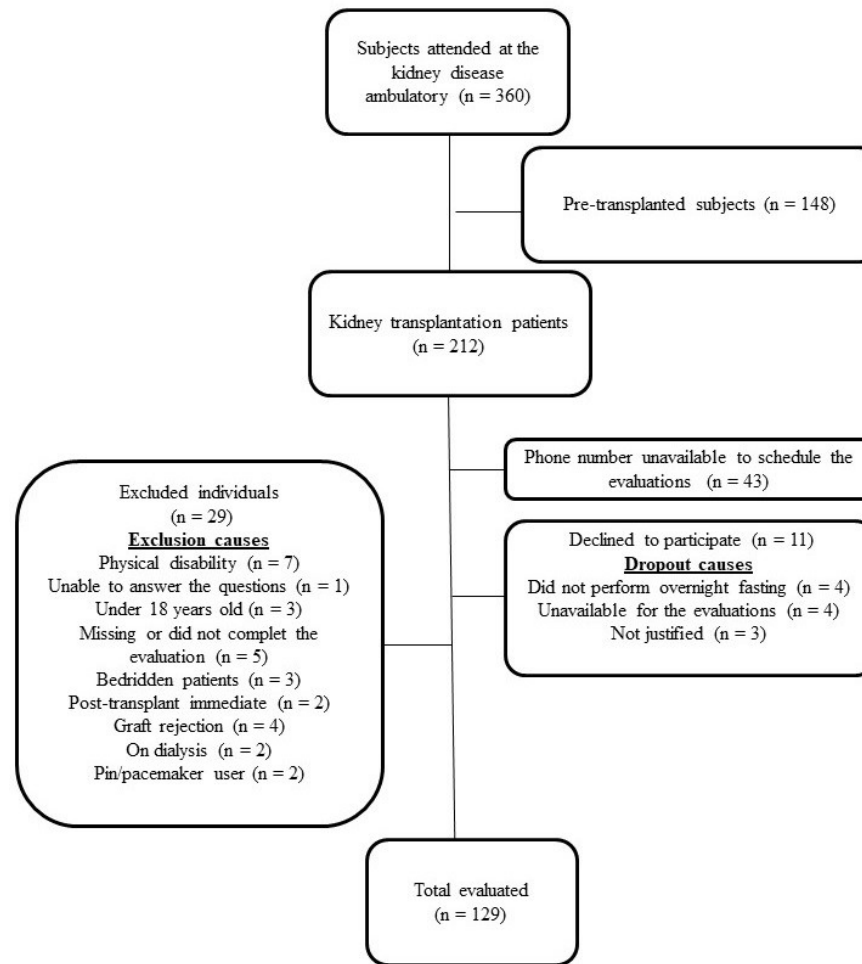 Subjects attended at the
kidney disease
ambulatory (n = 360)
Pre-transplanted subjects (n = 148)
Kidney transplantation patients
(n = 212)
Phone number unavailable to schedule the
evaluations (n = 43)
Excluded individuals
(n = 29)
Exclusion causes
Physical disability (n = 7)
Unable to answer the questions (n = 1)
Under 18 years old (n = 3)
Missing or did not complet the
evaluation (n = 5)
Bedridden patients (n = 3)
Post-transplant immediate (n = 2)
Graft rejection (n = 4)
On dialysis (n = 2)
Pin/pacemaker user (n = 2)
Declined to participate (n = 11)
Dropout causes
Did not perform overnight fasting (n = 4)
Unavailable for the evaluations (n = 4)
Not justified (n = 3)
Total evaluated
(n = 129)